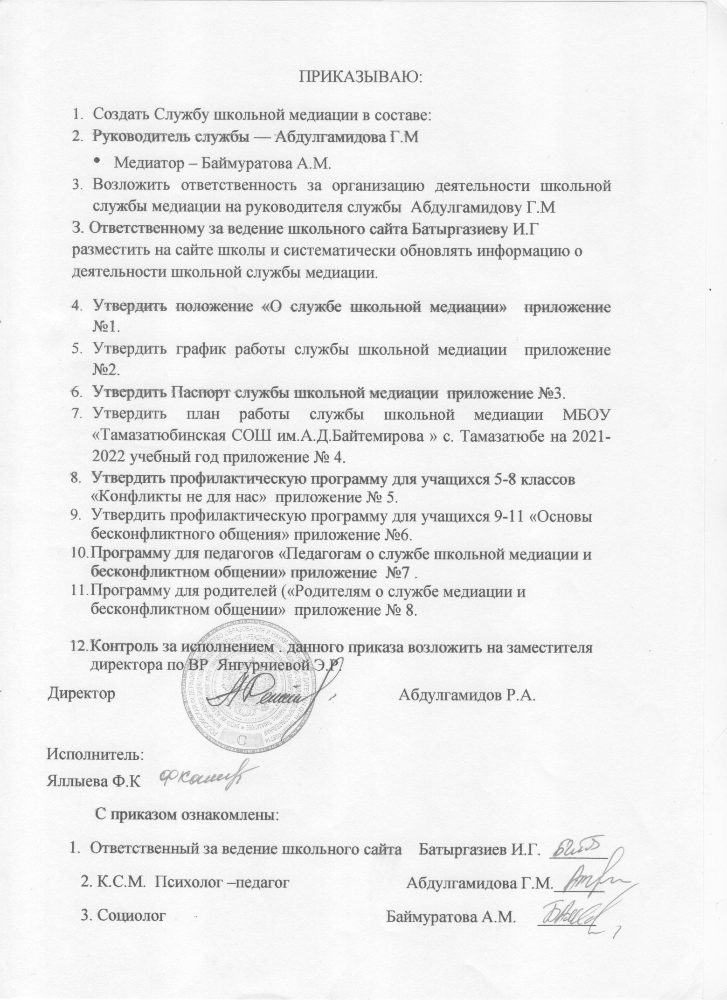 ПРИКАЗЫВАЮ:
1. Создать Службу школьной медиации в составе:
2. Руководитель службы — Абдулгамидова Г.М
• Медиатор – Баймуратова А.М.
3. Возложить ответственность за организацию деятельности школьной
службы медиации на руководителя службы Абдулгамидову Г.М
3. Ответственному за ведение школьного сайта Батыргазиеву И.Г
разместить на сайте школы и систематически обновлять информацию о
деятельности школьной службы медиации.
4. Утвердить положение «О службе школьной медиации» приложение
№1.
5. Утвердить график работы службы школьной медиации приложение
№2.
6. Утвердить Паспорт службы школьной медиации приложение №3.
7. Утвердить план работы службы школьной медиации МБОУ
«Тамазатюбинская СОШ им.А.Д.Байтемирова » с. Тамазатюбе на 2021-
2022 учебный год приложение № 4.
8. Утвердить профилактическую программу для учащихся 5-8 классов
«Конфликты не для нас» приложение № 5.
9. Утвердить профилактическую программу для учащихся 9-11 «Основы
бесконфликтного общения» приложение №6.
10.Программу для педагогов «Педагогам о службе школьной медиации и
бесконфликтном общении» приложение №7 .
11.Программу для родителей («Родителям о службе медиации и
бесконфликтном общении» приложение № 8.
12.Контроль за исполнением . данного приказа возложить на заместителя
директора по ВР Янгурчиевой Э.Р.
Директор Абдулгамидов Р.А.
Исполнитель:
Яллыева Ф.К
С приказом ознакомлены:
1. Ответственный за ведение школьного сайта Батыргазиев И.Г.
2. К.С.М. Психолог –педагог Абдулгамидова Г.М.
3. Социолог Баймуратова А.М.